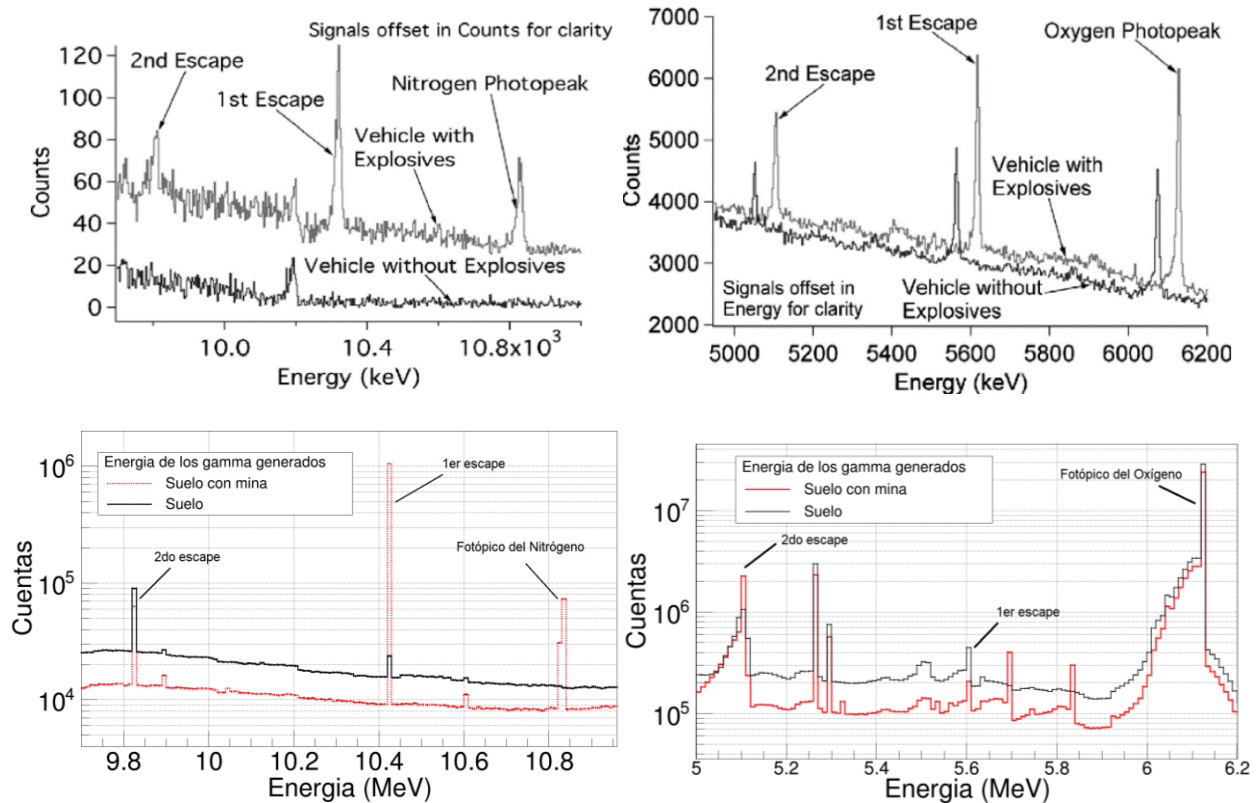 Signals offset in Counts for clarity
2nd Escape
1st Escape
Nitrogen Photopeak
Vehicle with
Explosives
Vehicle without Explosives
Counts
120
100
80
60
40
20
0
10.0
10.4
10.8x10³
Energy (keV)
1st Escape
Oxygen Photopeak
2nd Escape
Vehicle with
Explosives
Signals offset in
Energy for clarity
Vehicle without
Explosives
Counts
7000
6000
5000
4000
3000
2000
5000
5200
5400
5600
5800
6000
6200
Energy (keV)
Energia de los gamma generados
Suelo con mina
Suelo
1er escape
2do escape
Fotópico del Nitrógeno
Cuentas
10⁶
10⁵
10⁴
9.8
10
10.2
10.4
10.6
10.8
Energia (MeV)
Energia de los gamma generados
Suelo con mina
Suelo
Fotópico del Oxígeno
2do escape
1er escape
Cuentas
10⁷
10⁶
10⁵
5
5.2
5.4
5.6
5.8
6
6.2
Energia (MeV)